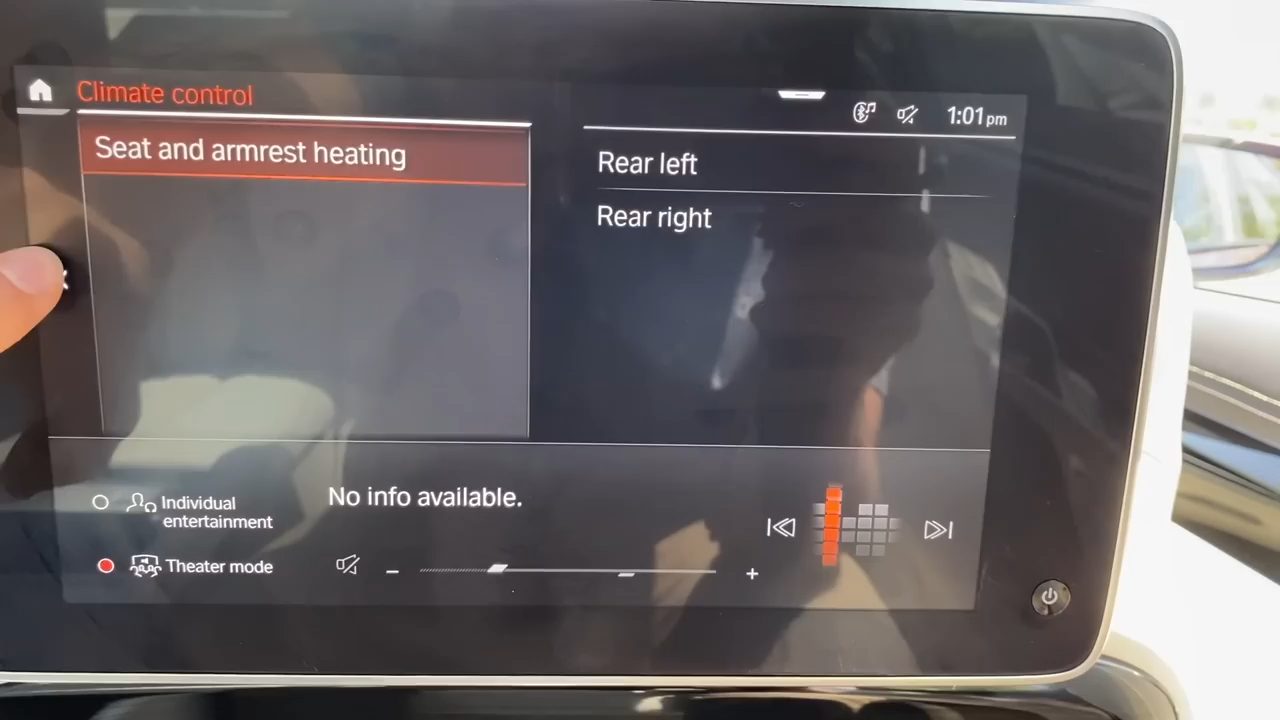 Climate control
1:01 pm
Seat and armrest heating
Rear left
Rear right
Individual
entertainment
No info available.
Theater mode
- +